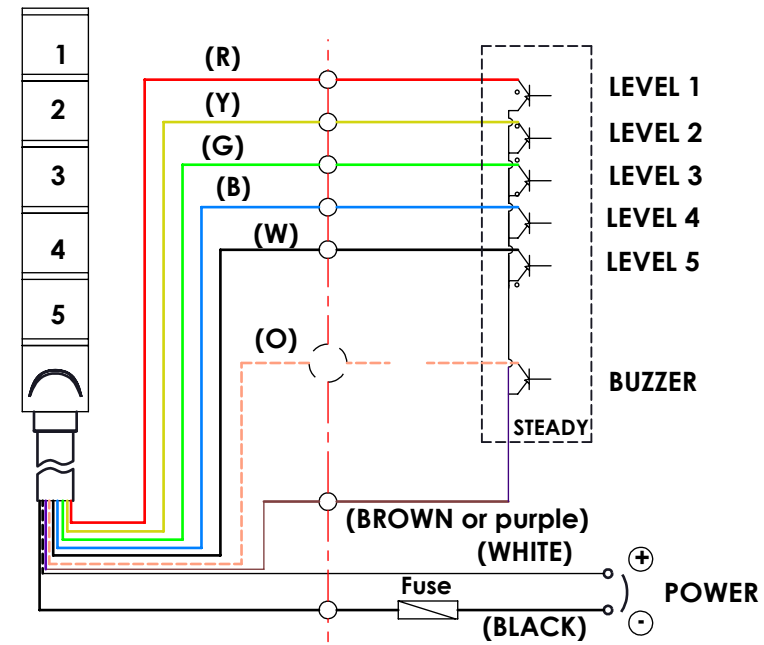 1
2
3
4
5
(R)
(Y)
(G)
(B)
(W)
(O)
LEVEL 1
LEVEL 2
LEVEL 3
LEVEL 4
LEVEL 5
BUZZER
STEADY
(BROWN or purple)
(WHITE)
+
Fuse
POWER
(BLACK)
-